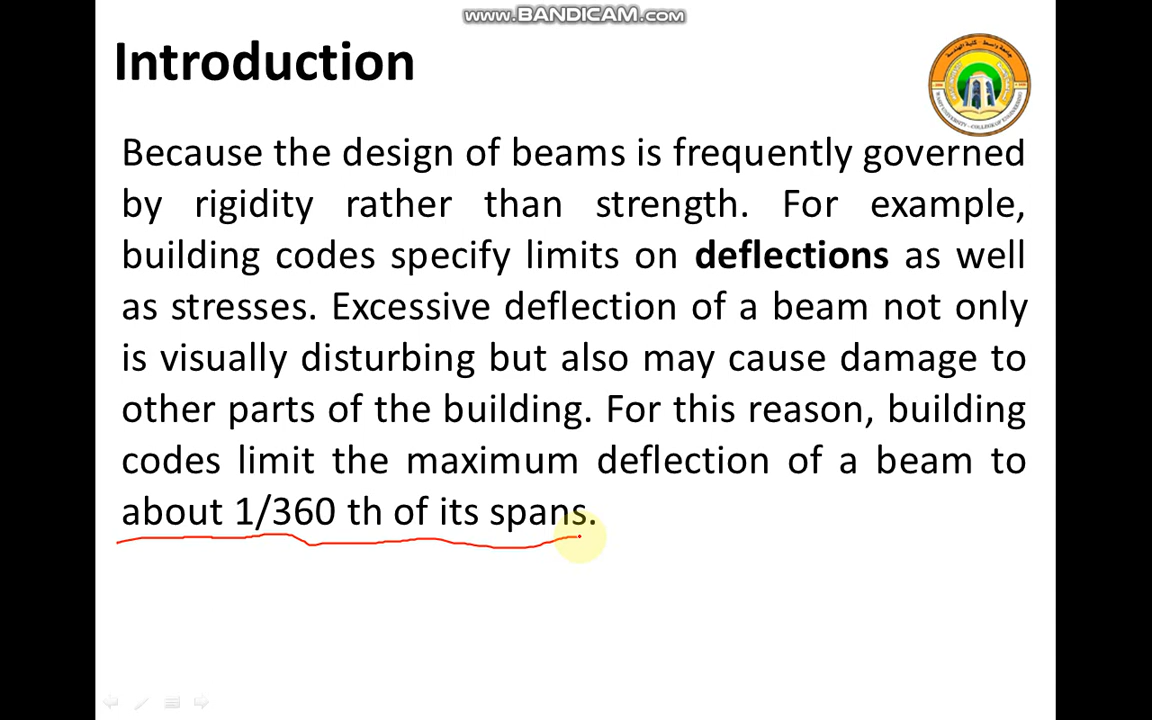 www.BANDICAM.com
Introduction
Because the design of beams is frequently governed
by rigidity rather than strength. For example,
building codes specify limits on deflections as well
as stresses. Excessive deflection of a beam not only
is visually disturbing but also may cause damage to
other parts of the building. For this reason, building
codes limit the maximum deflection of a beam to
about 1/360 th of its spans.